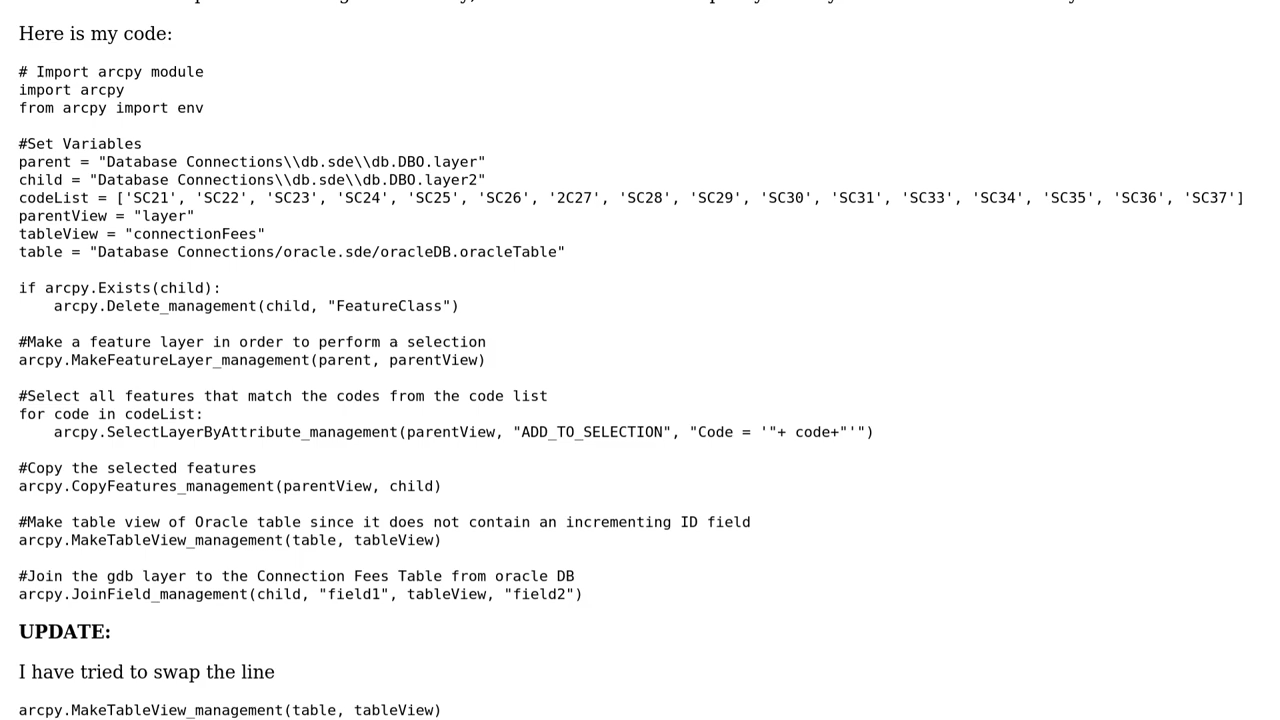 Here is my code:
# Import arcpy module
import arcpy
from arcpy import env
#Set Variables
parent = "Database Connections\\db.sde\\db.DBO.layer"
child = "Database Connections\\db.sde\\db.DBO.layer2"
codeList = ['SC21', 'SC22', 'SC23', 'SC24', 'SC25', 'SC26', '2C27', 'SC28', 'SC29', 'SC30', 'SC31', 'SC33', 'SC34', 'SC35', 'SC36', 'SC37']
parentView = "layer"
tableView = "connectionFees"
table = "Database Connections/oracle.sde/oracleDB.oracleTable"
if arcpy.Exists(child):
    arcpy.Delete_management(child, "FeatureClass")
#Make a feature layer in order to perform a selection
arcpy.MakeFeatureLayer_management(parent, parentView)
#Select all features that match the codes from the code list
for code in codeList:
    arcpy.SelectLayerByAttribute_management(parentView, "ADD_TO_SELECTION", "Code = '"+ code+"'")
#Copy the selected features
arcpy.CopyFeatures_management(parentView, child)
#Make table view of Oracle table since it does not contain an incrementing ID field
arcpy.MakeTableView_management(table, tableView)
#Join the gdb layer to the Connection Fees Table from oracle DB
arcpy.JoinField_management(child, "field1", tableView, "field2")
UPDATE:
I have tried to swap the line
arcpy.MakeTableView_management(table, tableView)